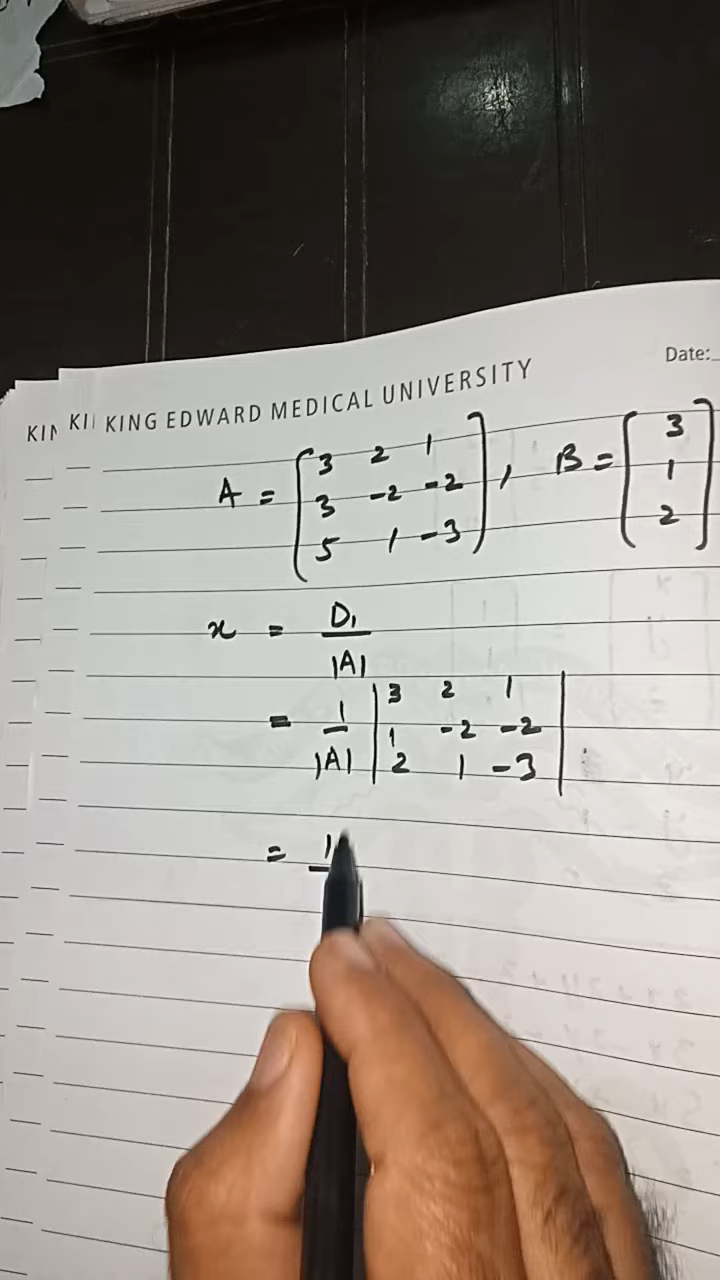 Date:
KIN KI KING EDWARD MEDICAL UNIVERSITY
A = [3 2 1
3 -2 -2
5 1 -3] , B = [3
1
2]
x = D₁ / |A|
= 1 / |A| |3 2 1
1 -2 -2
2 1 -3|
= 1